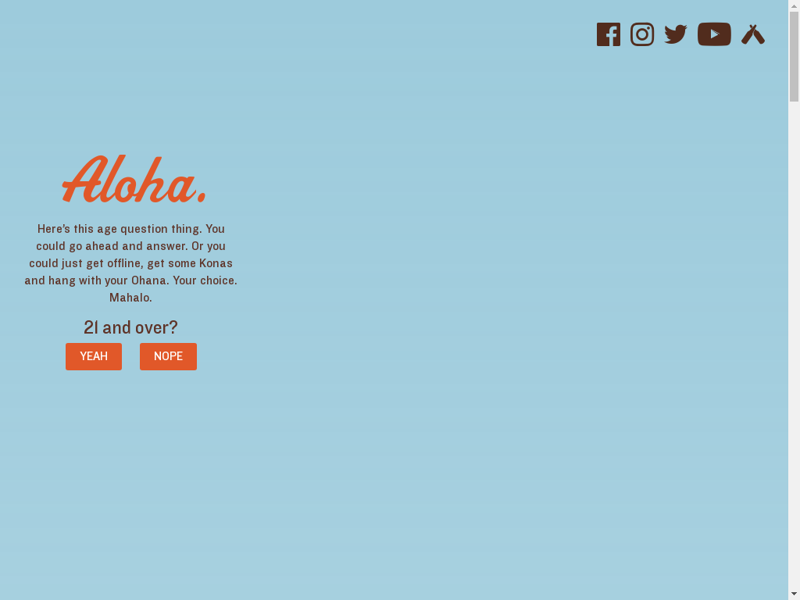 Aloha.
Here's this age question thing. You
could go ahead and answer. Or you
could just get offline, get some Konas
and hang with your Ohana. Your choice.
Mahalo.
21 and over?
YEAH NOPE